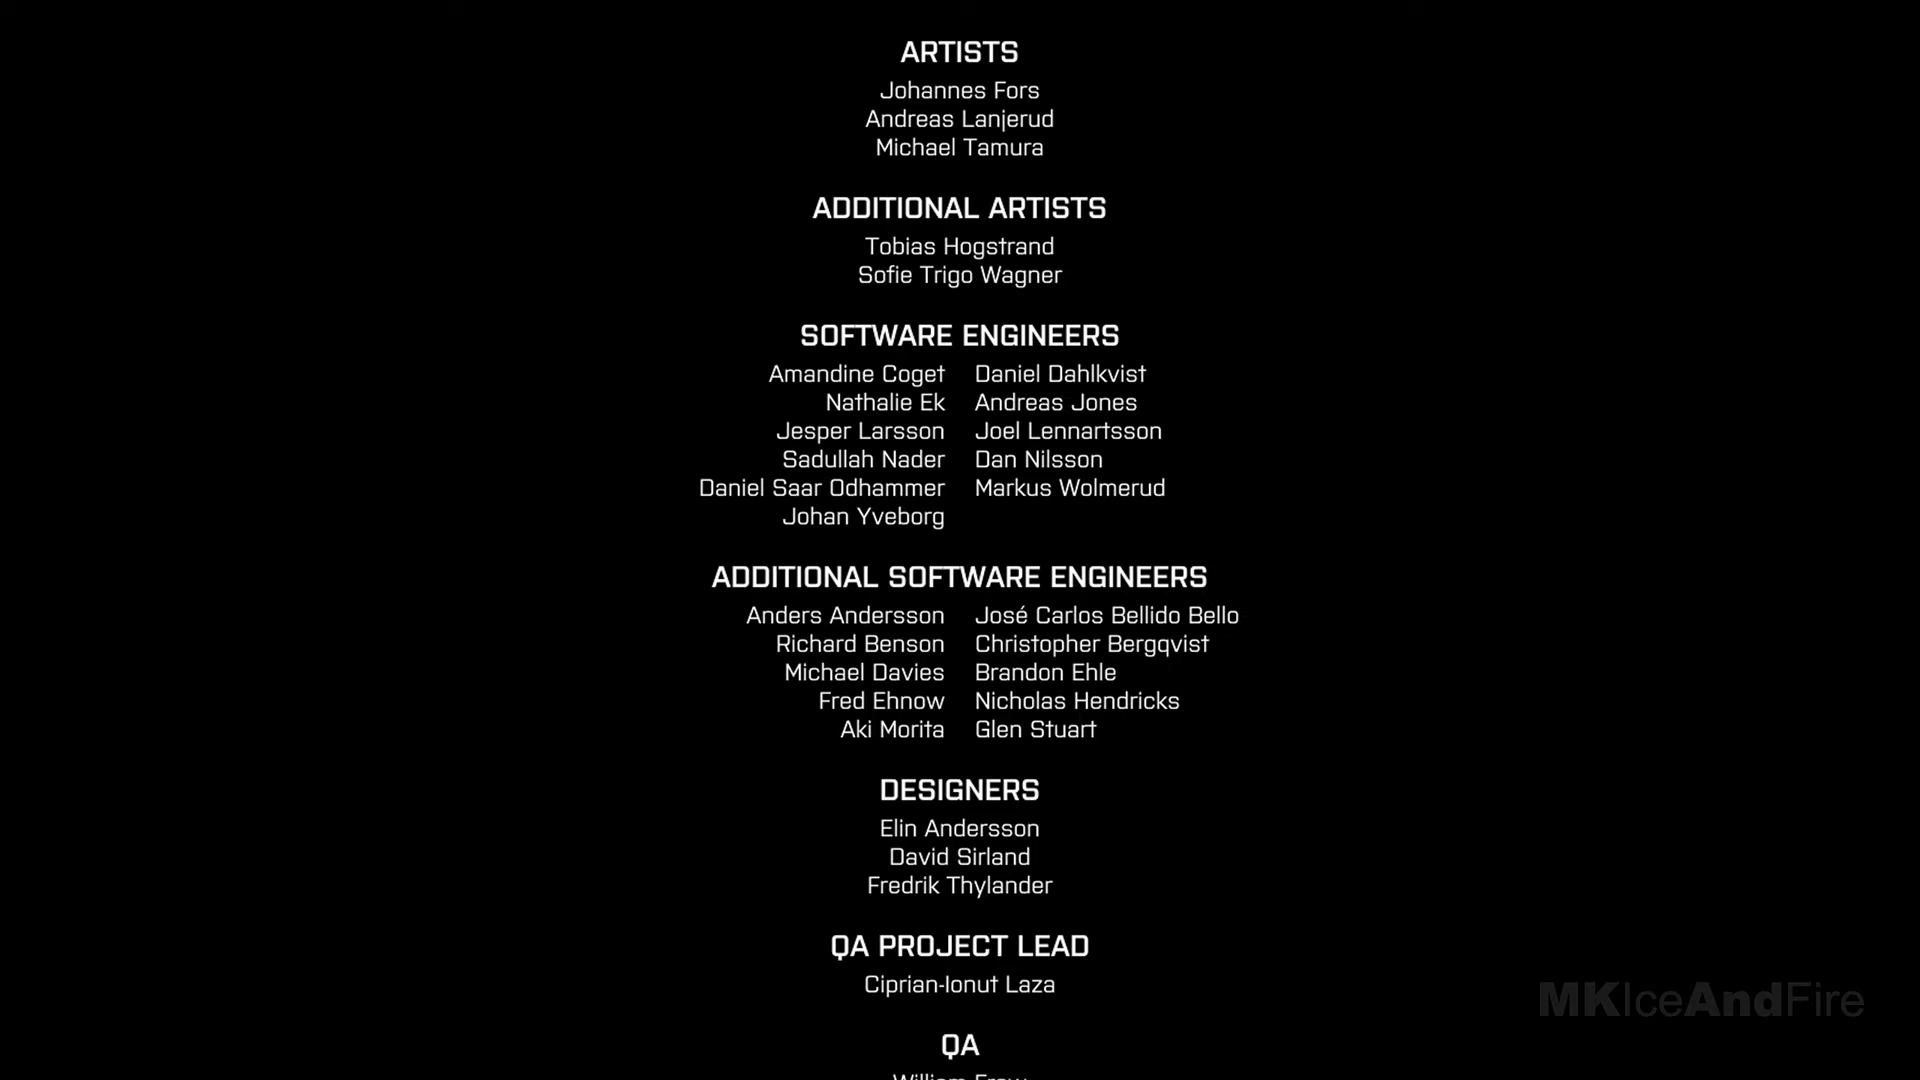 ARTISTS
Johannes Fors
Andreas Lanjerud
Michael Tamura
ADDITIONAL ARTISTS
Tobias Hogstrand
Sofie Trigo Wagner
SOFTWARE ENGINEERS
Amandine Coget Daniel Dahlkvist
Nathalie Ek Andreas Jones
Jesper Larsson Joel Lennartsson
Sadullah Nader Dan Nilsson
Daniel Saar Odhammer Markus Wolmerud
Johan Yveborg
ADDITIONAL SOFTWARE ENGINEERS
Anders Andersson José Carlos Bellido Bello
Richard Benson Christopher Bergqvist
Michael Davies Brandon Ehle
Fred Ehnow Nicholas Hendricks
Aki Morita Glen Stuart
DESIGNERS
Elin Andersson
David Sirland
Fredrik Thylander
QA PROJECT LEAD
Ciprian-Ionut Laza
MKIceAndFire
QA
William